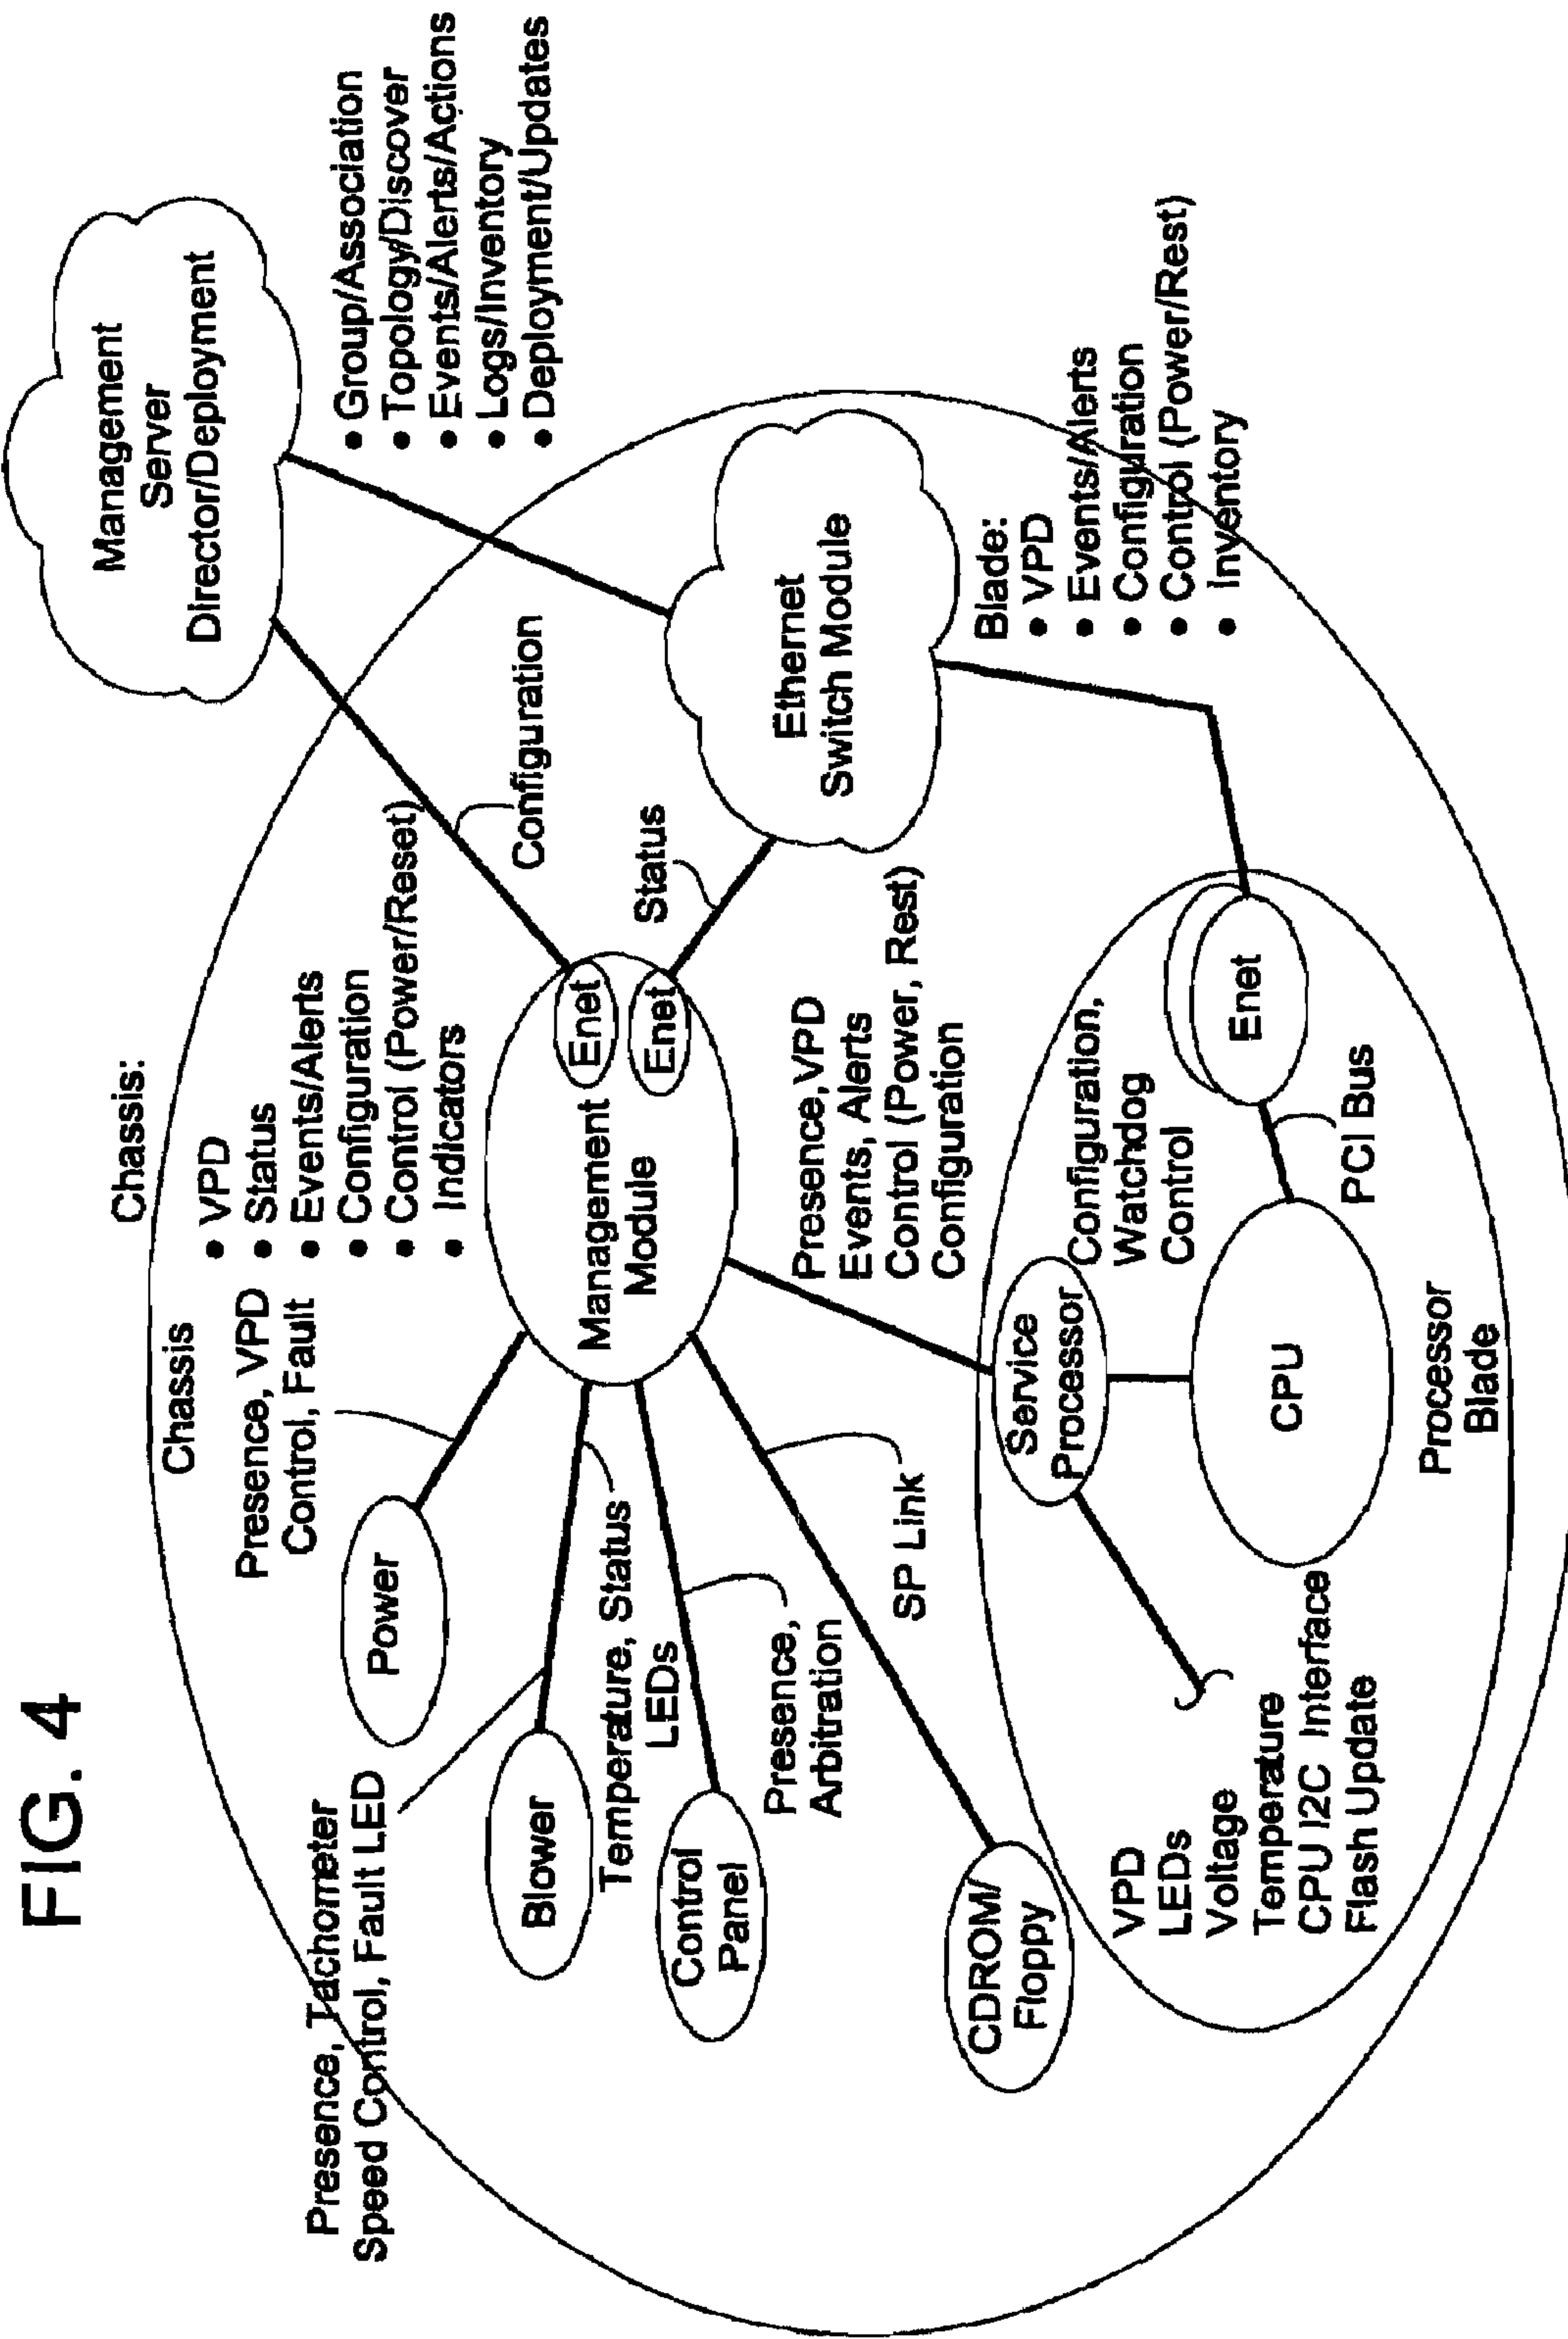 FIG. 4
Management
Server
Director/Deployment
• Group/Association
• Topology/Discover
• Events/Alerts/Actions
• Logs/Inventory
• Deployment/Updates
Chassis:
• VPD
• Status
• Events/Alerts
• Configuration
• Control (Power/Reset)
• Indicators
Chassis
Presence, VPD
Control, Fault
Presence, Tachometer
Speed Control, Fault LED
Power
Blower
Temperature, Status
LEDs
Control
Panel
Presence,
Arbitration
CDROM/
Floppy
SP Link
Management
Module
Enet
Enet
Configuration
Status
Ethernet
Switch Module
Presence,VPD
Events, Alerts
Control (Power, Rest)
Configuration
Blade:
• VPD
• Events/Alerts
• Configuration
• Control (Power/Rest)
• Inventory
Service
Processor
Configuration,
Watchdog
Control
Enet
PCI Bus
CPU
VPD
LEDs
Voltage
Temperature
CPU I2C Interface
Flash Update
Processor
Blade